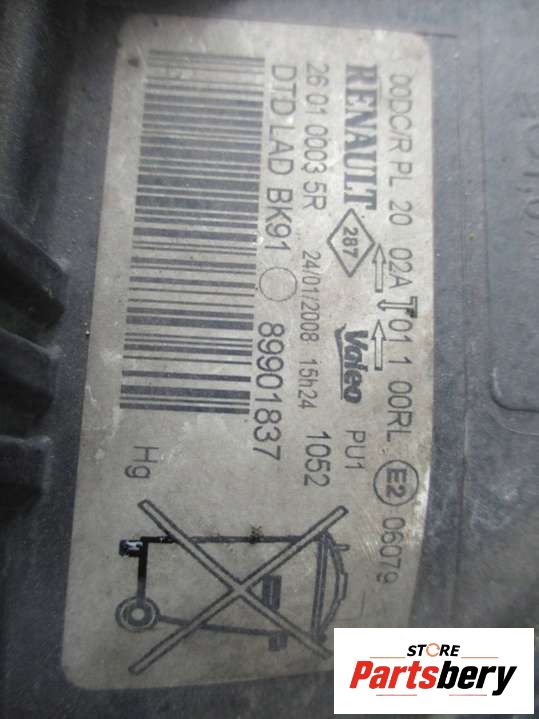 00DC/R PL 20 02A 01 1 00RL E2 06079
RENAULT 287 Valeo PU1
26 01 0003 5R 24/01/2008 15h24 1052
DTD LAD BK91 89901837
Hg
STORE
Partsbery